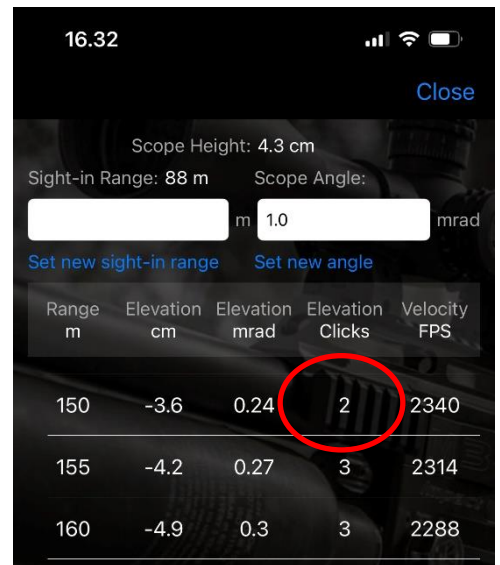 16.32
Close
Scope Height: 4.3 cm
Sight-in Range: 88 m Scope Angle:
m 1.0 mrad
Set new sight-in range Set new angle
Range Elevation Elevation Elevation Velocity
m cm mrad Clicks FPS
150 -3.6 0.24 2 2340
155 -4.2 0.27 3 2314
160 -4.9 0.3 3 2288